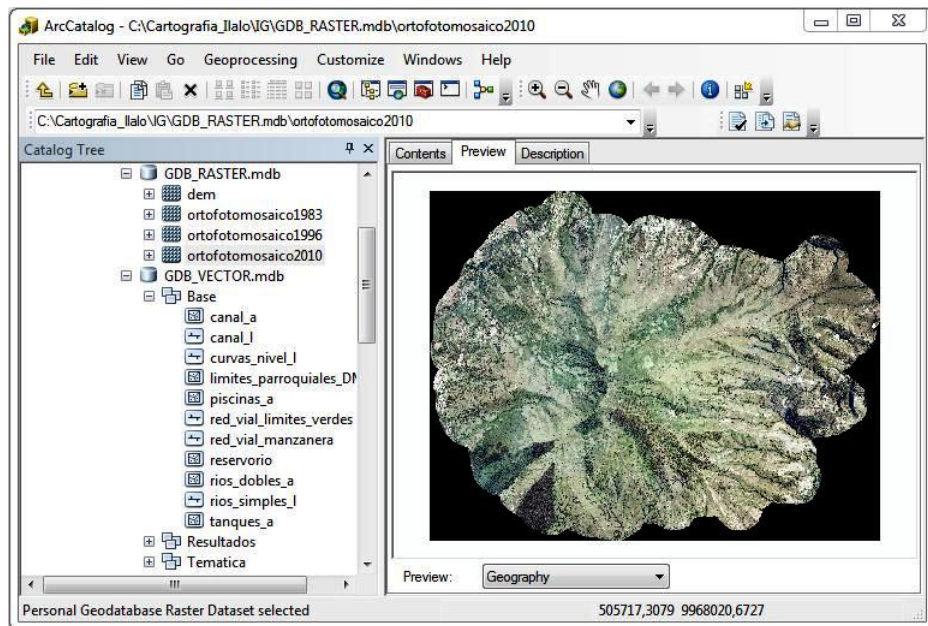 ArcCatalog - C:\Cartografia_Ilalo\IG\GDB_RASTER.mdb\ortofotomosaico2010
File Edit View Go Geoprocessing Customize Windows Help
C:\Cartografia_Ilalo\IG\GDB_RASTER.mdb\ortofotomosaico2010
Catalog Tree
GDB_RASTER.mdb
dem
ortofotomosaico1983
ortofotomosaico1996
ortofotomosaico2010
GDB_VECTOR.mdb
Base
canal_a
canal_l
curvas_nivel_l
limites_parroquiales_DM
piscinas_a
red_vial_limites_verdes
red_vial_manzanera
reservorio
rios_dobles_a
rios_simples_l
tanques_a
Resultados
Tematica
Contents Preview Description
Preview: Geography
Personal Geodatabase Raster Dataset selected 505717,3079 9968020,6727